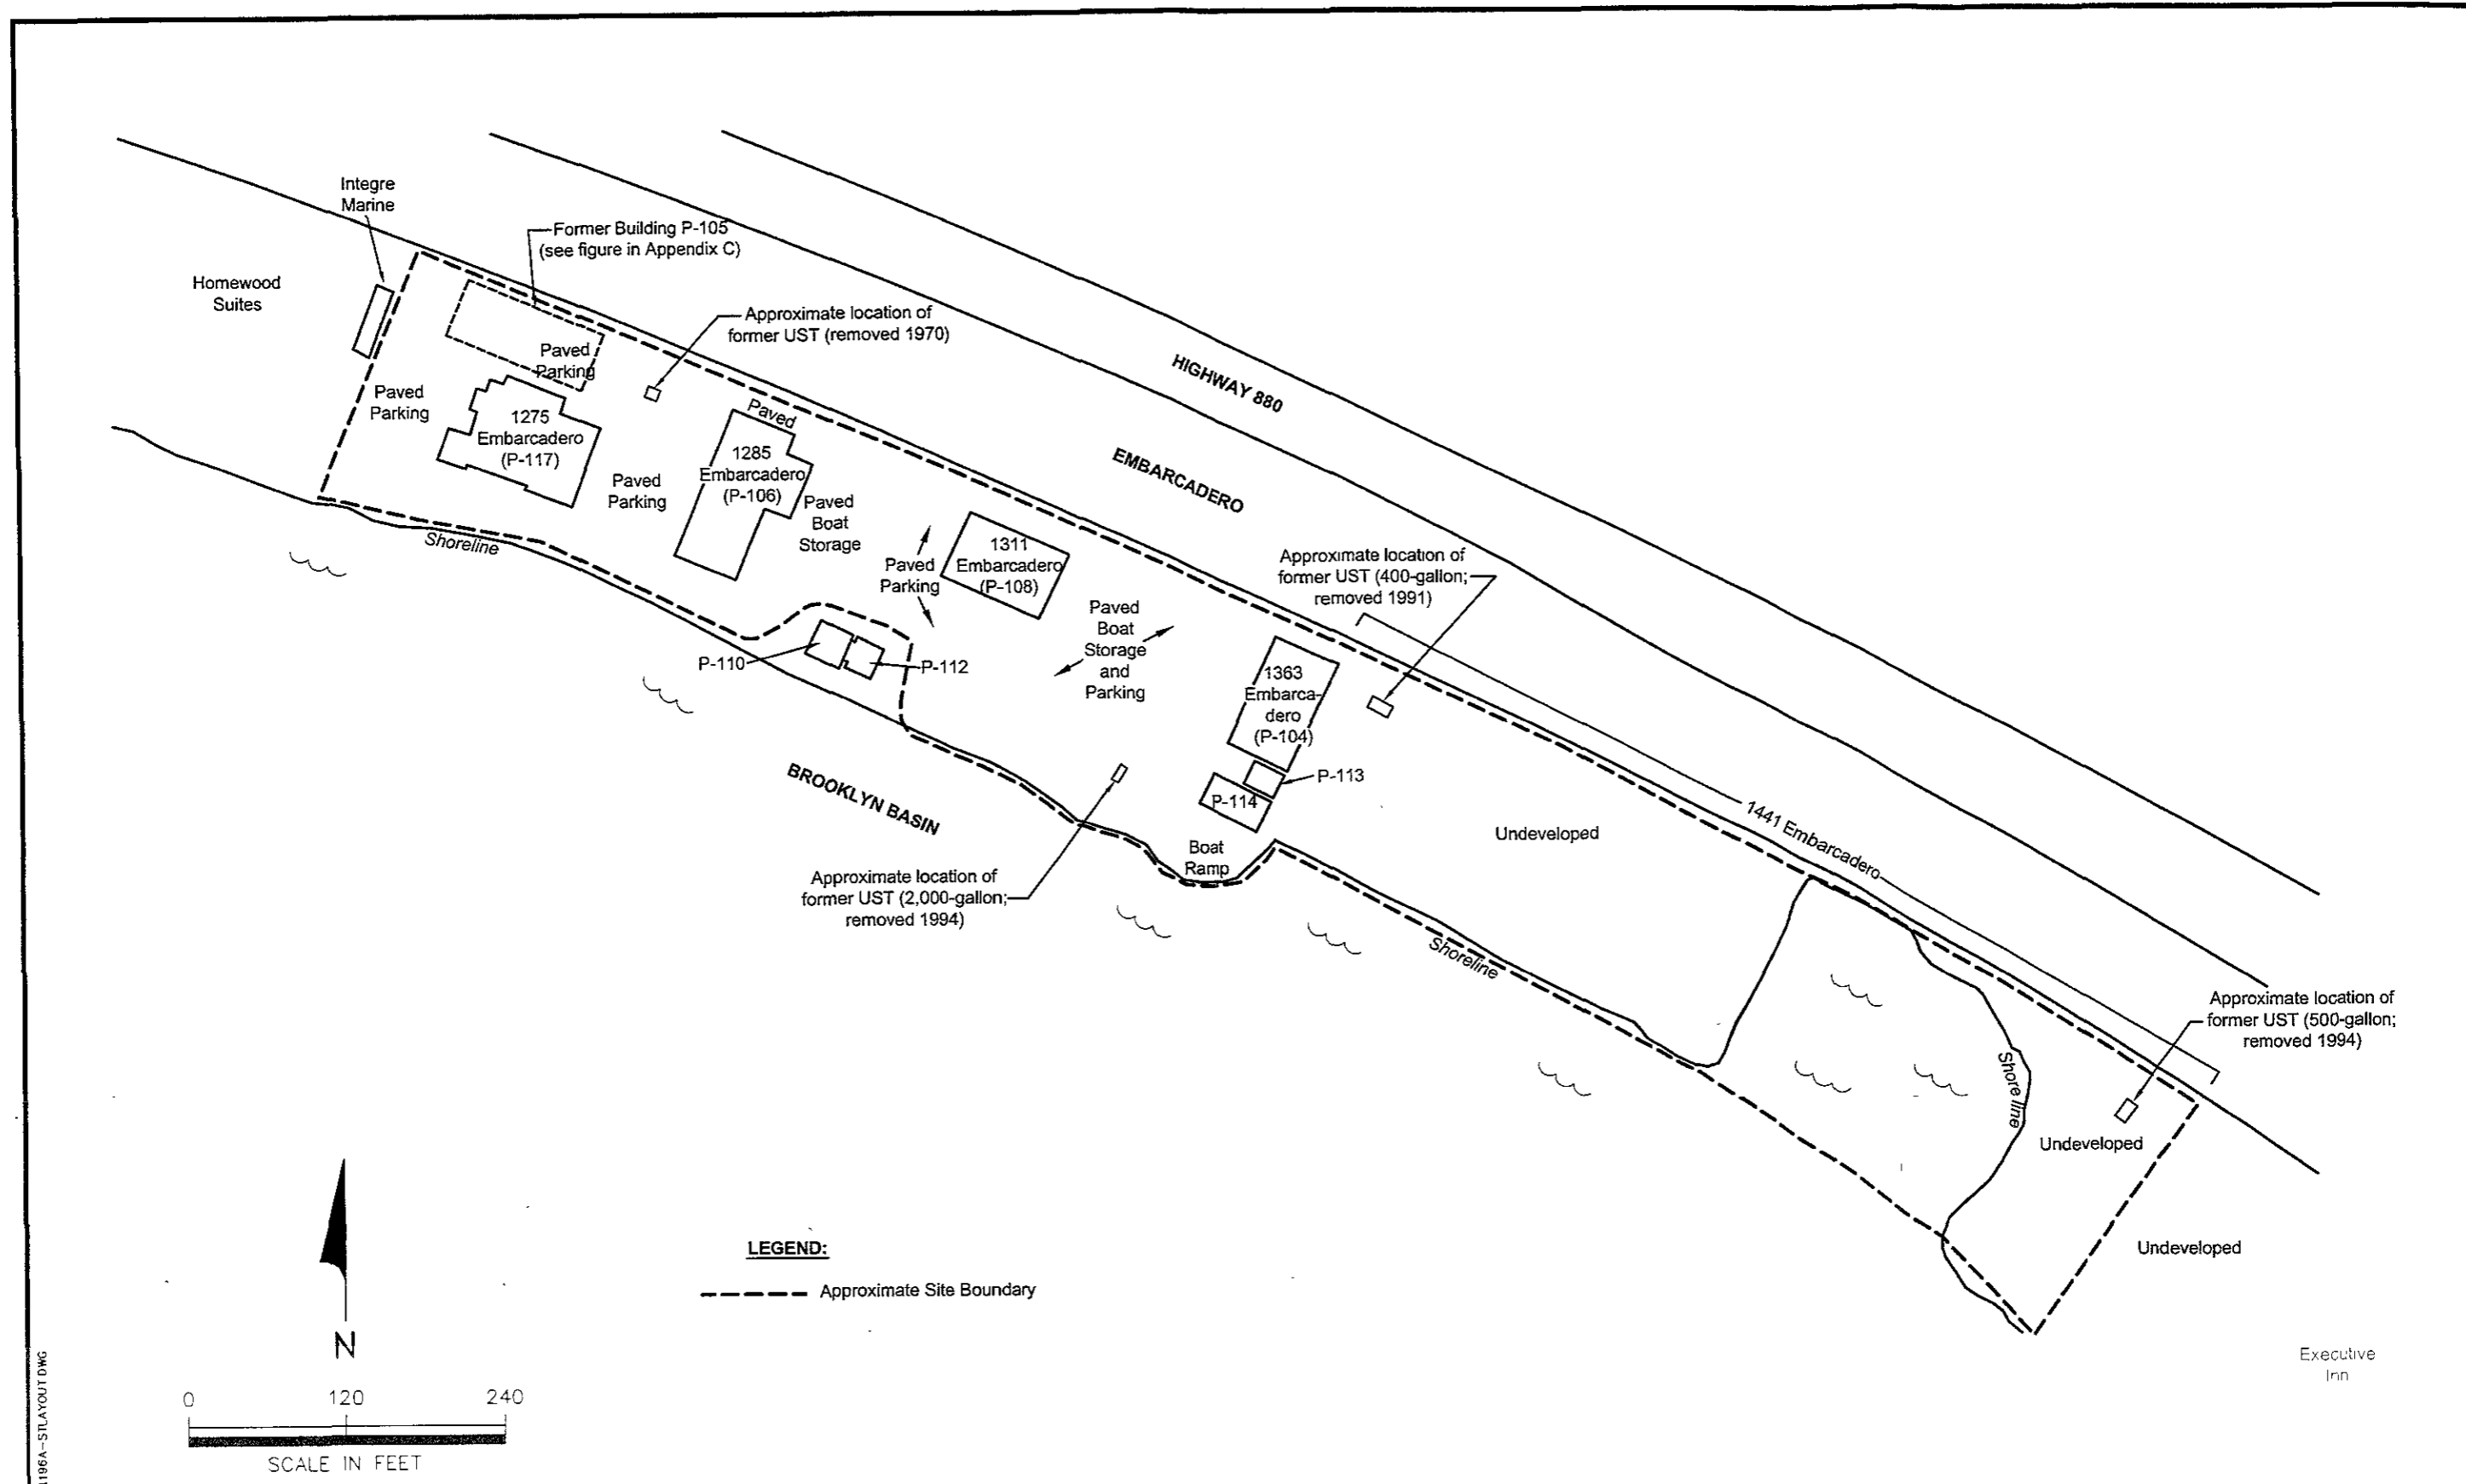 Integre
Marine
Former Building P-105
(see figure in Appendix C)
Homewood
Suites
Approximate location of
former UST (removed 1970)
Paved
Parking
Paved
Parking
1275
Embarcadero
(P-117)
Paved
1285
Embarcadero
(P-106)
Paved
Parking
Paved
Boat
Storage
HIGHWAY 880
EMBARCADERO
Shoreline
1311
Embarcadero
(P-108)
Paved
Parking
Approximate location of
former UST (400-gallon;
removed 1991)
Paved
Boat
Storage
and
Parking
P-110
P-112
1363
Embarca-
dero
(P-104)
P-113
P-114
BROOKLYN BASIN
Boat
Ramp
Undeveloped
1441 Embarcadero
Approximate location of
former UST (2,000-gallon;
removed 1994)
Shoreline
Approximate location of
former UST (500-gallon;
removed 1994)
Shore line
Undeveloped
Undeveloped
LEGEND:
Approximate Site Boundary
N
Executive
Inn
0 120 240
SCALE IN FEET